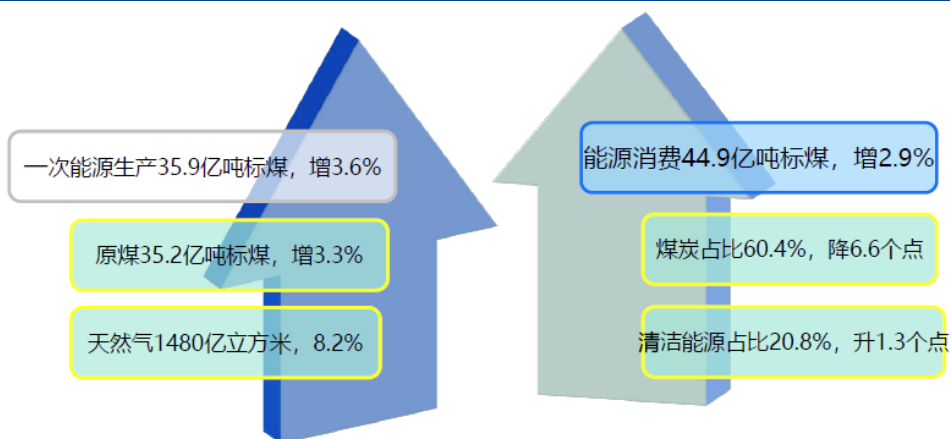 一次能源生产35.9亿吨标煤，增3.6%
原煤35.2亿吨标煤，增3.3%
天然气1480亿立方米，8.2%
能源消费44.9亿吨标煤，增2.9%
煤炭占比60.4%，降6.6个点
清洁能源占比20.8%，升1.3个点